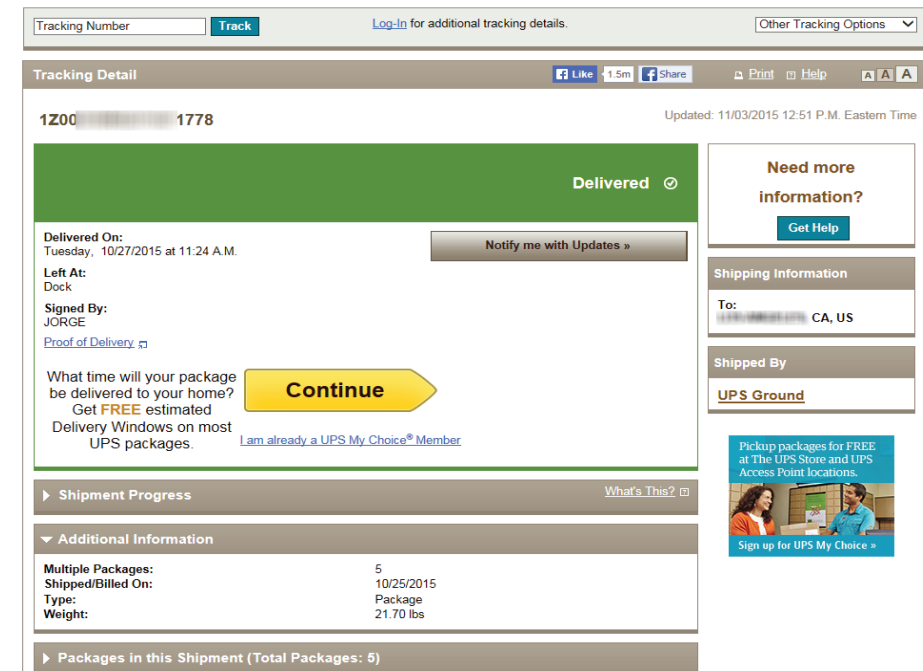 Tracking Number
Track
Log-In for additional tracking details.
Other Tracking Options
Tracking Detail
Like
1.5m
Share
Print
Help
A A A
1Z00 1778
Updated: 11/03/2015 12:51 P.M. Eastern Time
Delivered
Delivered On:
Tuesday, 10/27/2015 at 11:24 A.M.
Notify me with Updates »
Left At:
Dock
Signed By:
JORGE
Proof of Delivery
What time will your package
be delivered to your home?
Get FREE estimated
Delivery Windows on most
UPS packages.
Continue
I am already a UPS My Choice® Member
Need more
information?
Get Help
Shipping Information
To:
CA, US
Shipped By
UPS Ground
Pickup packages for FREE
at The UPS Store and UPS
Access Point locations.
Sign up for UPS My Choice »
Shipment Progress
What's This?
Additional Information
Multiple Packages: 5
Shipped/Billed On: 10/25/2015
Type: Package
Weight: 21.70 lbs
Packages in this Shipment (Total Packages: 5)